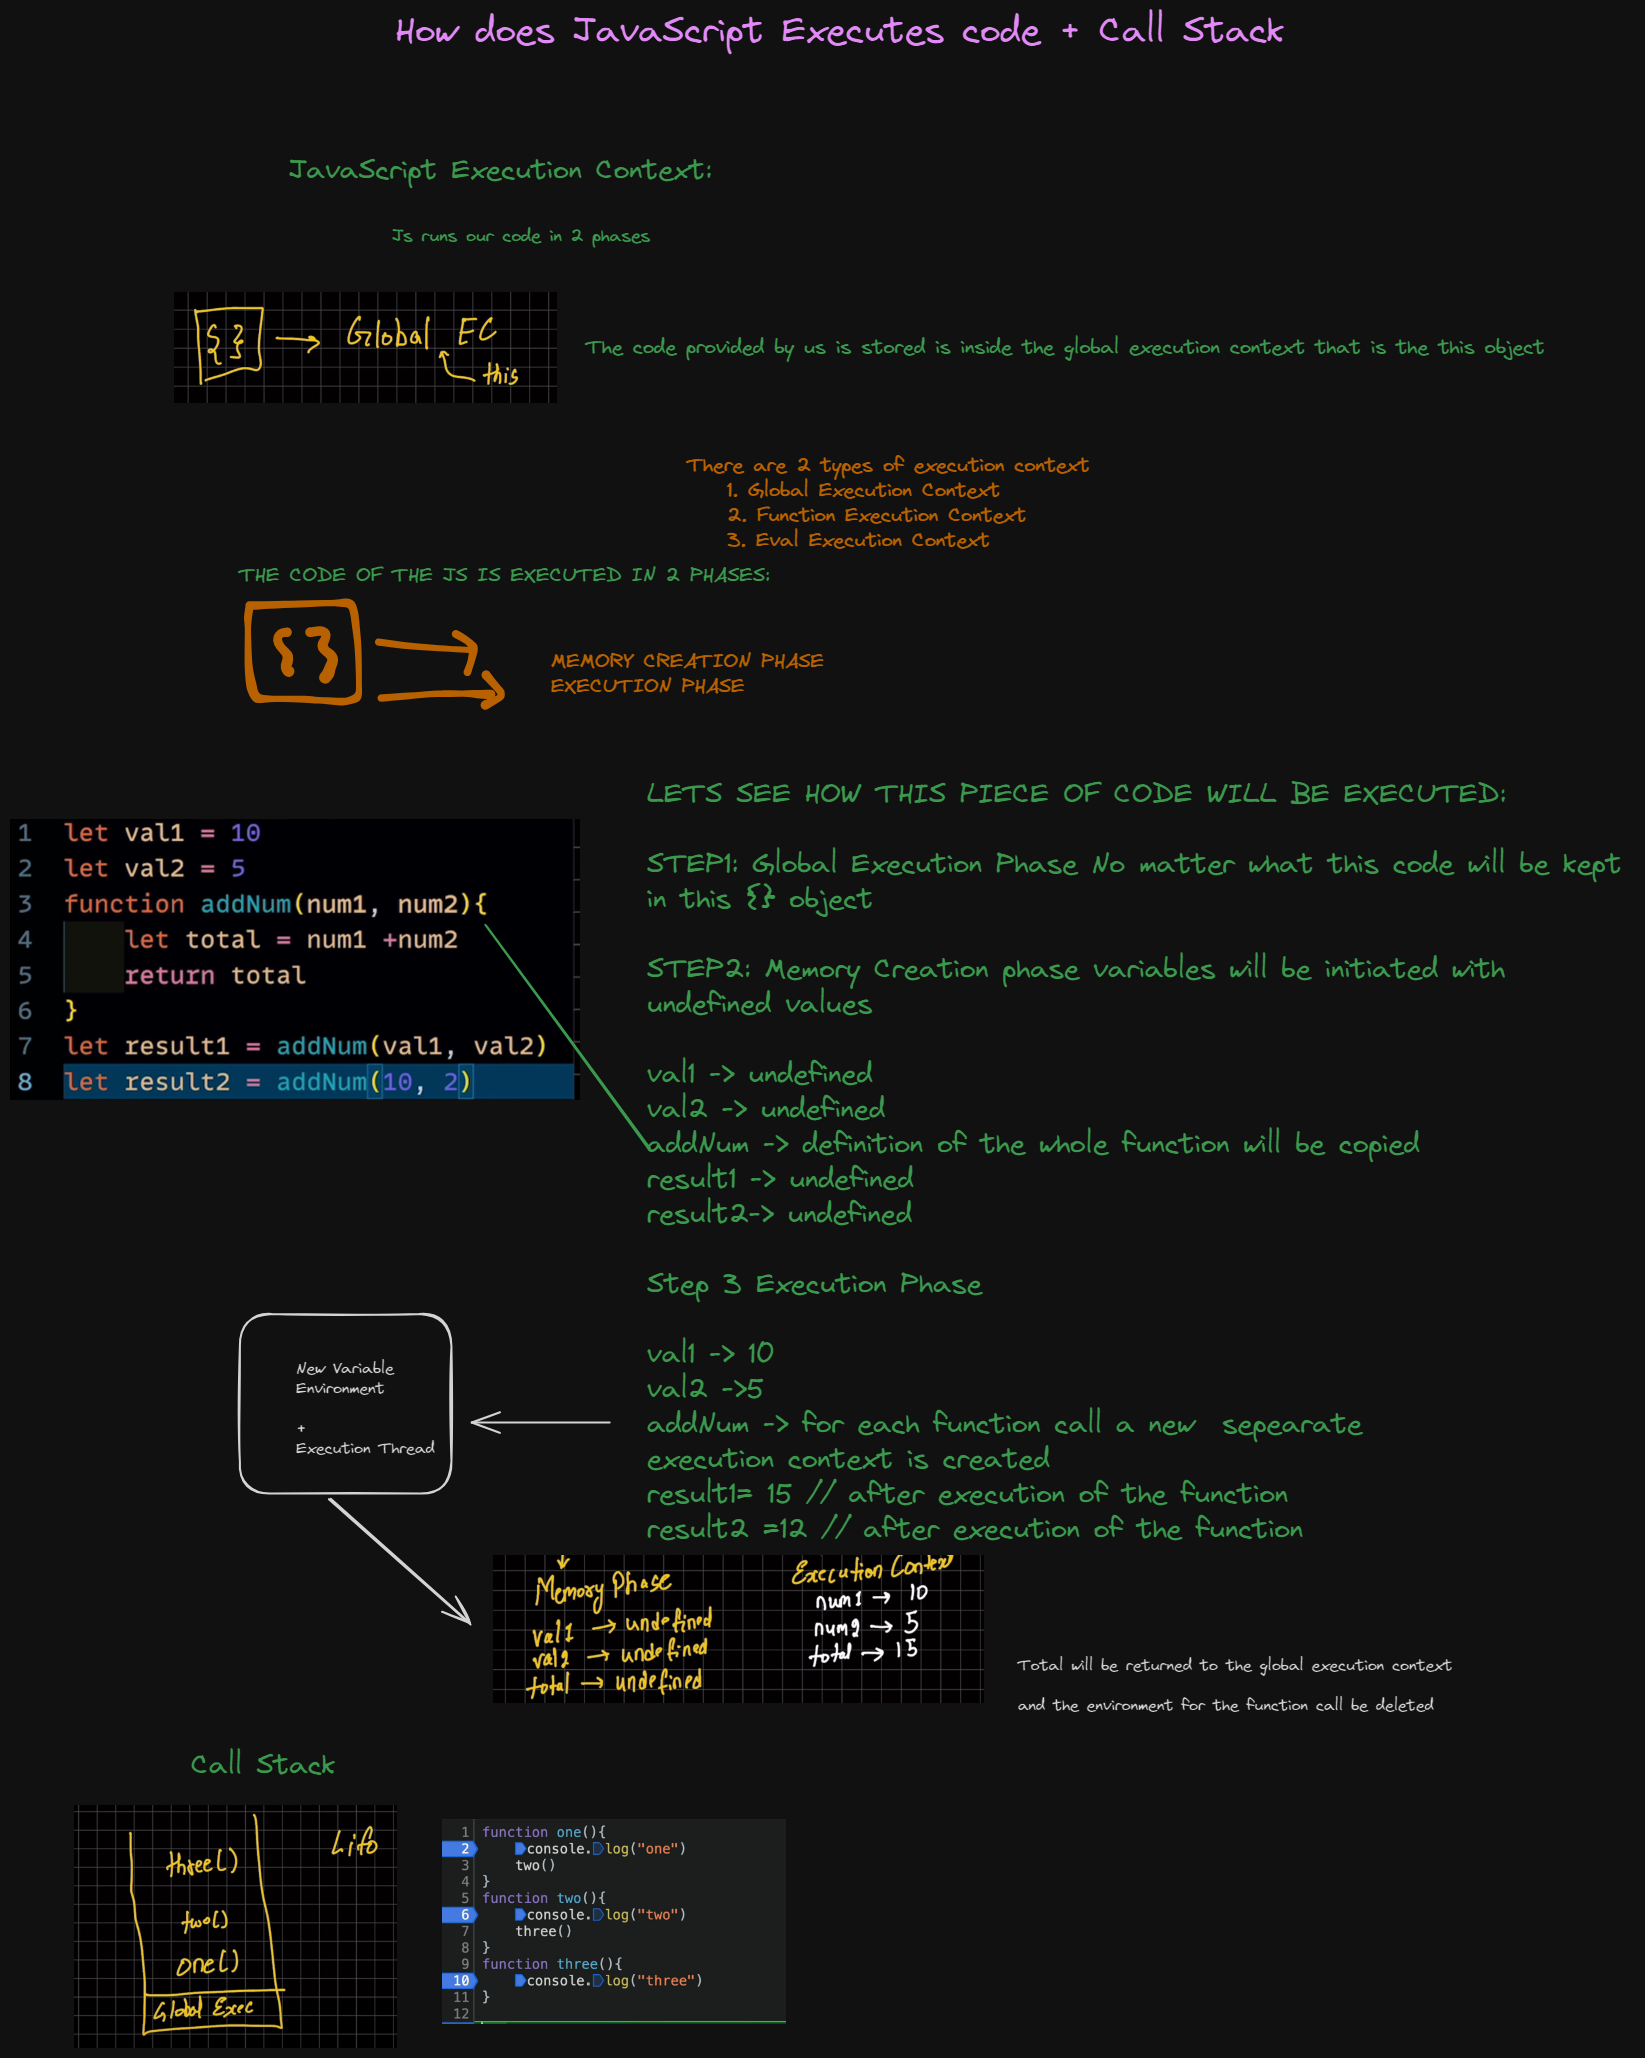 How does JavaScript Executes code + Call Stack
JavaScript Execution Context:
Js runs our code in 2 phases
{} → Global EC
this
The code provided by us is stored is inside the global execution context that is the this object
There are 2 types of execution context
1. Global Execution Context
2. Function Execution Context
3. Eval Execution Context
THE CODE OF THE JS IS EXECUTED IN 2 PHASES:
{}
MEMORY CREATION PHASE
EXECUTION PHASE
LETS SEE HOW THIS PIECE OF CODE WILL BE EXECUTED:
1 let val1 = 10
2 let val2 = 5
3 function addNum(num1, num2){
4 let total = num1 +num2
5 return total
6 }
7 let result1 = addNum(val1, val2)
8 let result2 = addNum(10, 2)
STEP1: Global Execution Phase No matter what this code will be kept
in this {} object
STEP2: Memory Creation phase variables will be initiated with
undefined values
val1 -> undefined
val2 -> undefined
addNum -> definition of the whole function will be copied
result1 -> undefined
result2-> undefined
Step 3 Execution Phase
val1 -> 10
val2 ->5
addNum -> for each function call a new sepearate
execution context is created
result1= 15 // after execution of the function
result2 =12 // after execution of the function
New Variable
Environment
+
Execution Thread
Memory Phase
val1 → undefined
val2 → undefined
total → undefined
Execution Context
num1 → 10
num2 → 5
total → 15
Total will be returned to the global execution context
and the environment for the function call be deleted
Call Stack
Lifo
three()
two()
one()
Global Exec
1 function one(){
2 console.log("one")
3 two()
4 }
5 function two(){
6 console.log("two")
7 three()
8 }
9 function three(){
10 console.log("three")
11 }
12